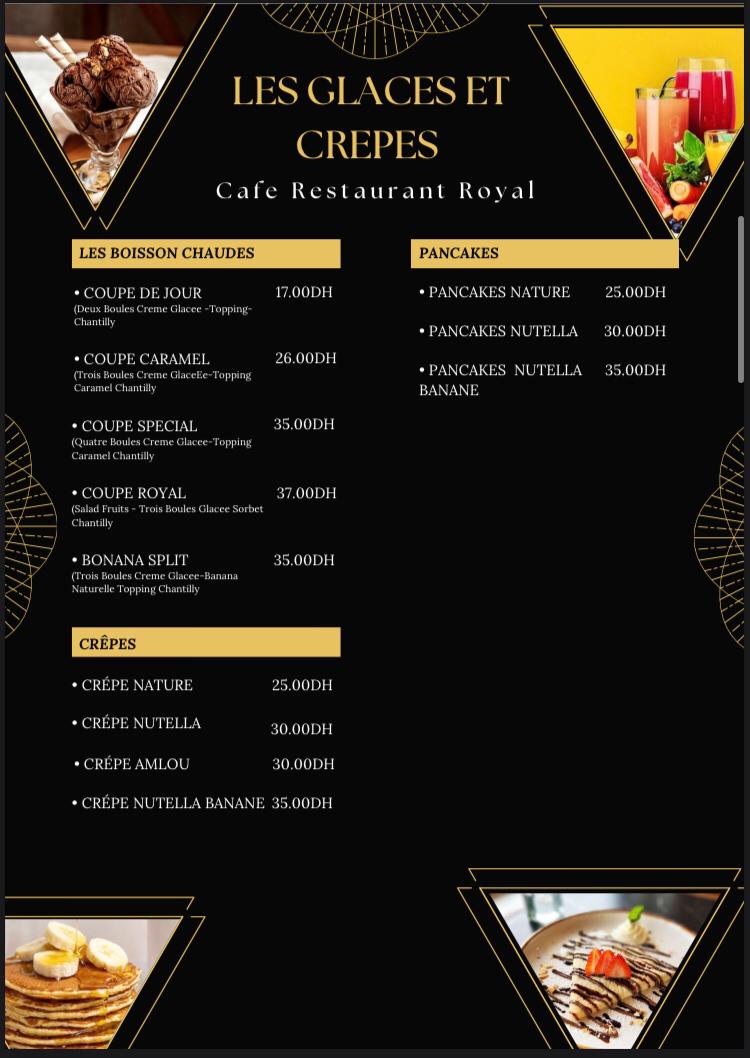 LES GLACES ET
CREPES
Cafe Restaurant Royal
LES BOISSON CHAUDES
• COUPE DE JOUR 17.00DH
(Deux Boules Creme Glacee -Topping-
Chantilly
• COUPE CARAMEL 26.00DH
(Trois Boules Creme GlaceEe-Topping
Caramel Chantilly
• COUPE SPECIAL 35.00DH
(Quatre Boules Creme Glacee-Topping
Caramel Chantilly
• COUPE ROYAL 37.00DH
(Salad Fruits - Trois Boules Glacee Sorbet
Chantilly
• BONANA SPLIT 35.00DH
(Trois Boules Creme Glacee-Banana
Naturelle Topping Chantilly
CRÊPES
• CRÉPE NATURE 25.00DH
• CRÉPE NUTELLA 30.00DH
• CRÉPE AMLOU 30.00DH
• CRÉPE NUTELLA BANANE 35.00DH
PANCAKES
• PANCAKES NATURE 25.00DH
• PANCAKES NUTELLA 30.00DH
• PANCAKES NUTELLA 35.00DH
BANANE